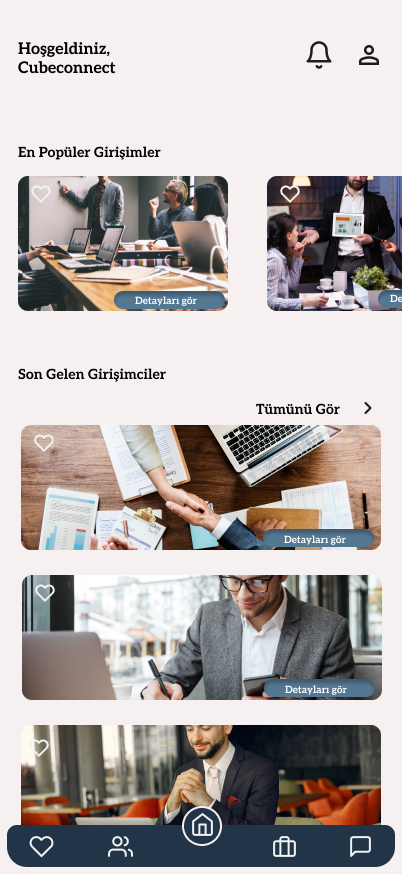 Hoşgeldiniz,
Cubeconnect
En Popüler Girişimler
Detayları gör
De
Son Gelen Girişimciler
Tümünü Gör
Detayları gör
Detayları gör